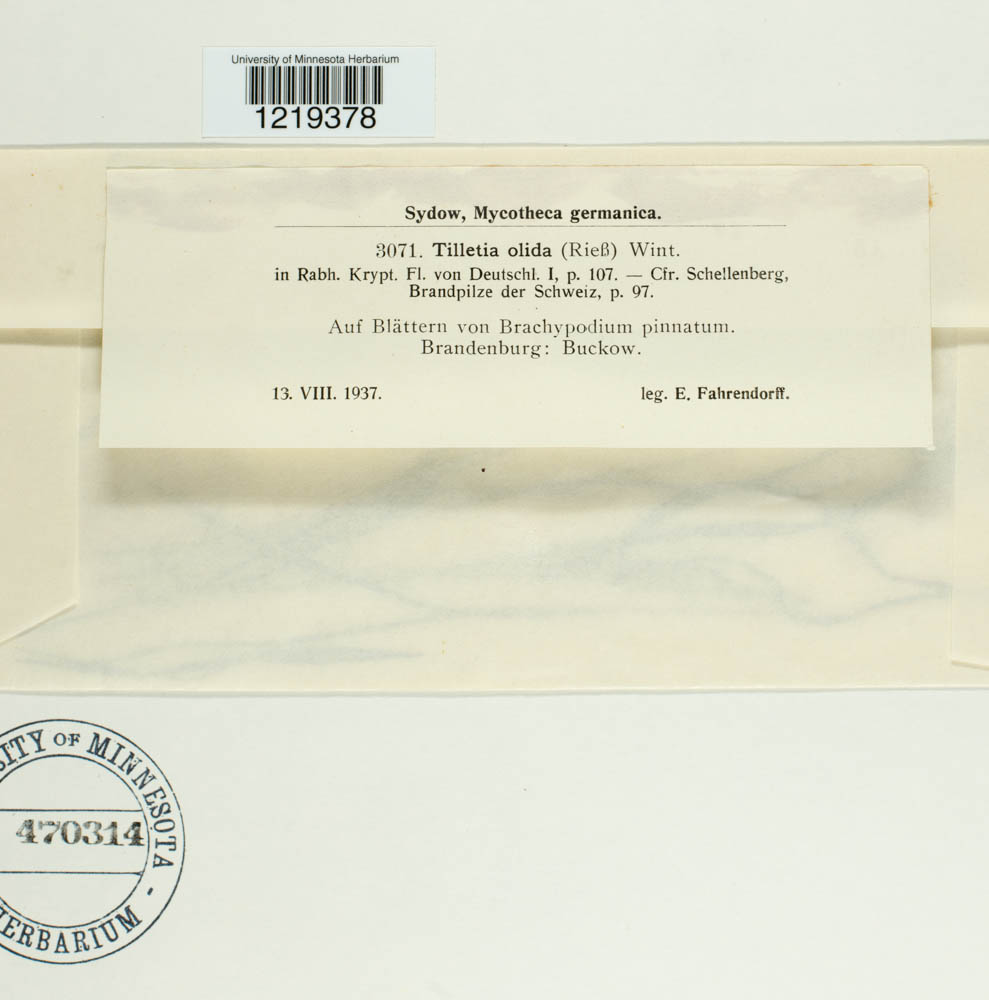 University of Minnesota Herbarium
1219378
Sydow, Mycotheca germanica.
3071. Tilletia olida (Rieß) Wint.
in Rabh. Krypt. Fl. von Deutschl. I, p. 107. — Cfr. Schellenberg,
Brandpilze der Schweiz, p. 97.
Auf Blättern von Brachypodium pinnatum.
Brandenburg: Buckow.
13. VIII. 1937. leg. E. Fahrendorff.
SITY OF MINNESOTA -
470314
HERBARIUM